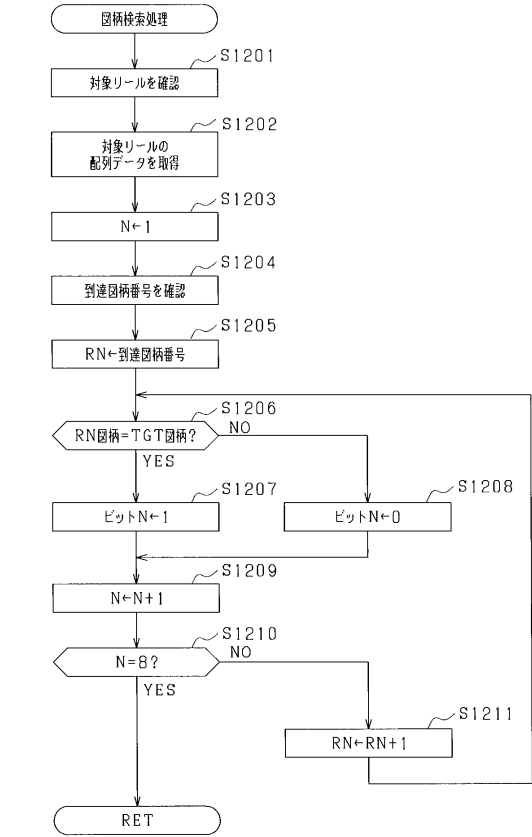 図柄検索処理
S1201
対象リールを確認
S1202
対象リールの
配列データを取得
S1203
N←1
S1204
到達図柄番号を確認
S1205
RN←到達図柄番号
S1206
RN図柄=TGT図柄?
NO
YES
S1207
ビットN←1
S1208
ビットN←0
S1209
N←N+1
S1210
N=8?
NO
YES
S1211
RN←RN+1
RET